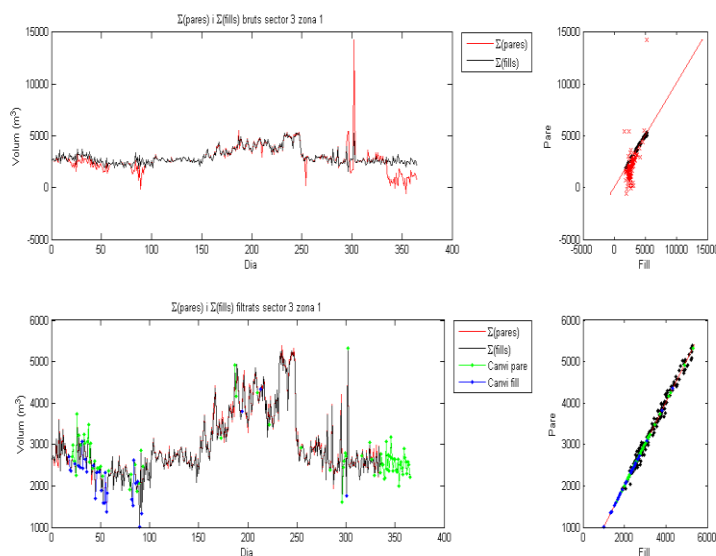 Σ(pares) i Σ(fills) bruts sector 3 zona 1
15000
10000
5000
0
-5000
Volum (m³)
0 50 100 150 200 250 300 350 400
Dia
Σ(pares)
Σ(fills)
15000
10000
5000
0
-5000
Pare
-5000 0 5000 10000 15000
Fill
Σ(pares) i Σ(fills) filtrats sector 3 zona 1
6000
5000
4000
3000
2000
1000
Volum (m³)
0 50 100 150 200 250 300 350 400
Dia
Σ(pares)
Σ(fills)
Canvi pare
Canvi fill
6000
5000
4000
3000
2000
1000
Pare
0 2000 4000 6000
Fill